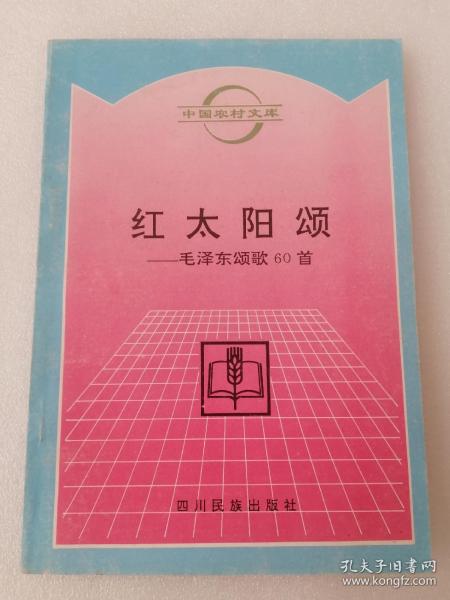 中国农村文库
红太阳颂
——毛泽东颂歌60首
四川民族出版社
孔夫子旧书网
www.kongfz.com